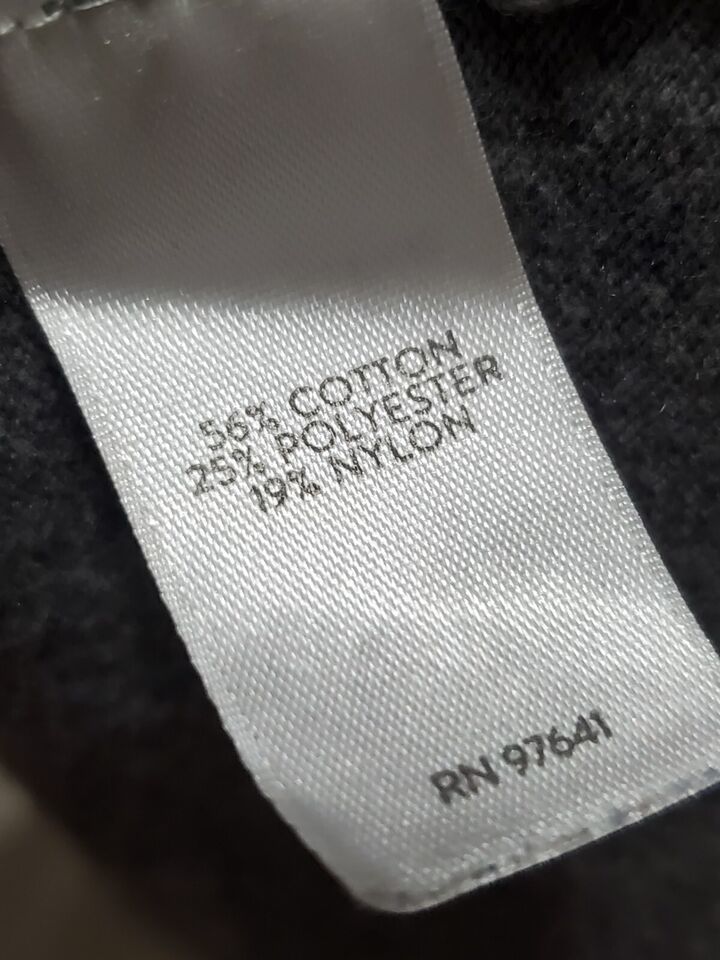 56% COTTON
25% POLYESTER
19% NYLON
RN 97641